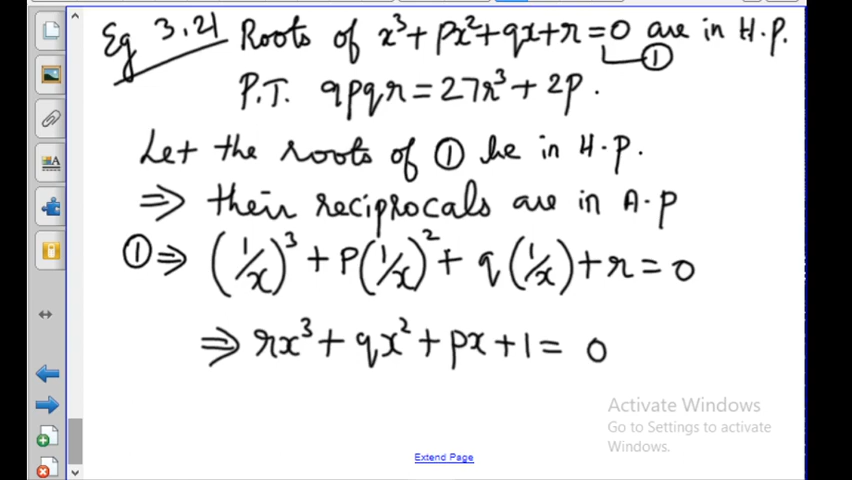 Eg 3.21 Roots of x³+px²+qx+r=0 are in H.P.
①
P.T. 9pqr=27r³+2p.
Let the roots of ① be in H.P.
⇒ their reciprocals are in A.P
①⇒ (1/x)³ + P(1/x)² + q(1/x)+r=0
⇒ rx³+qx²+px+1= 0
Activate Windows
Go to Settings to activate
Windows.
Extend Page